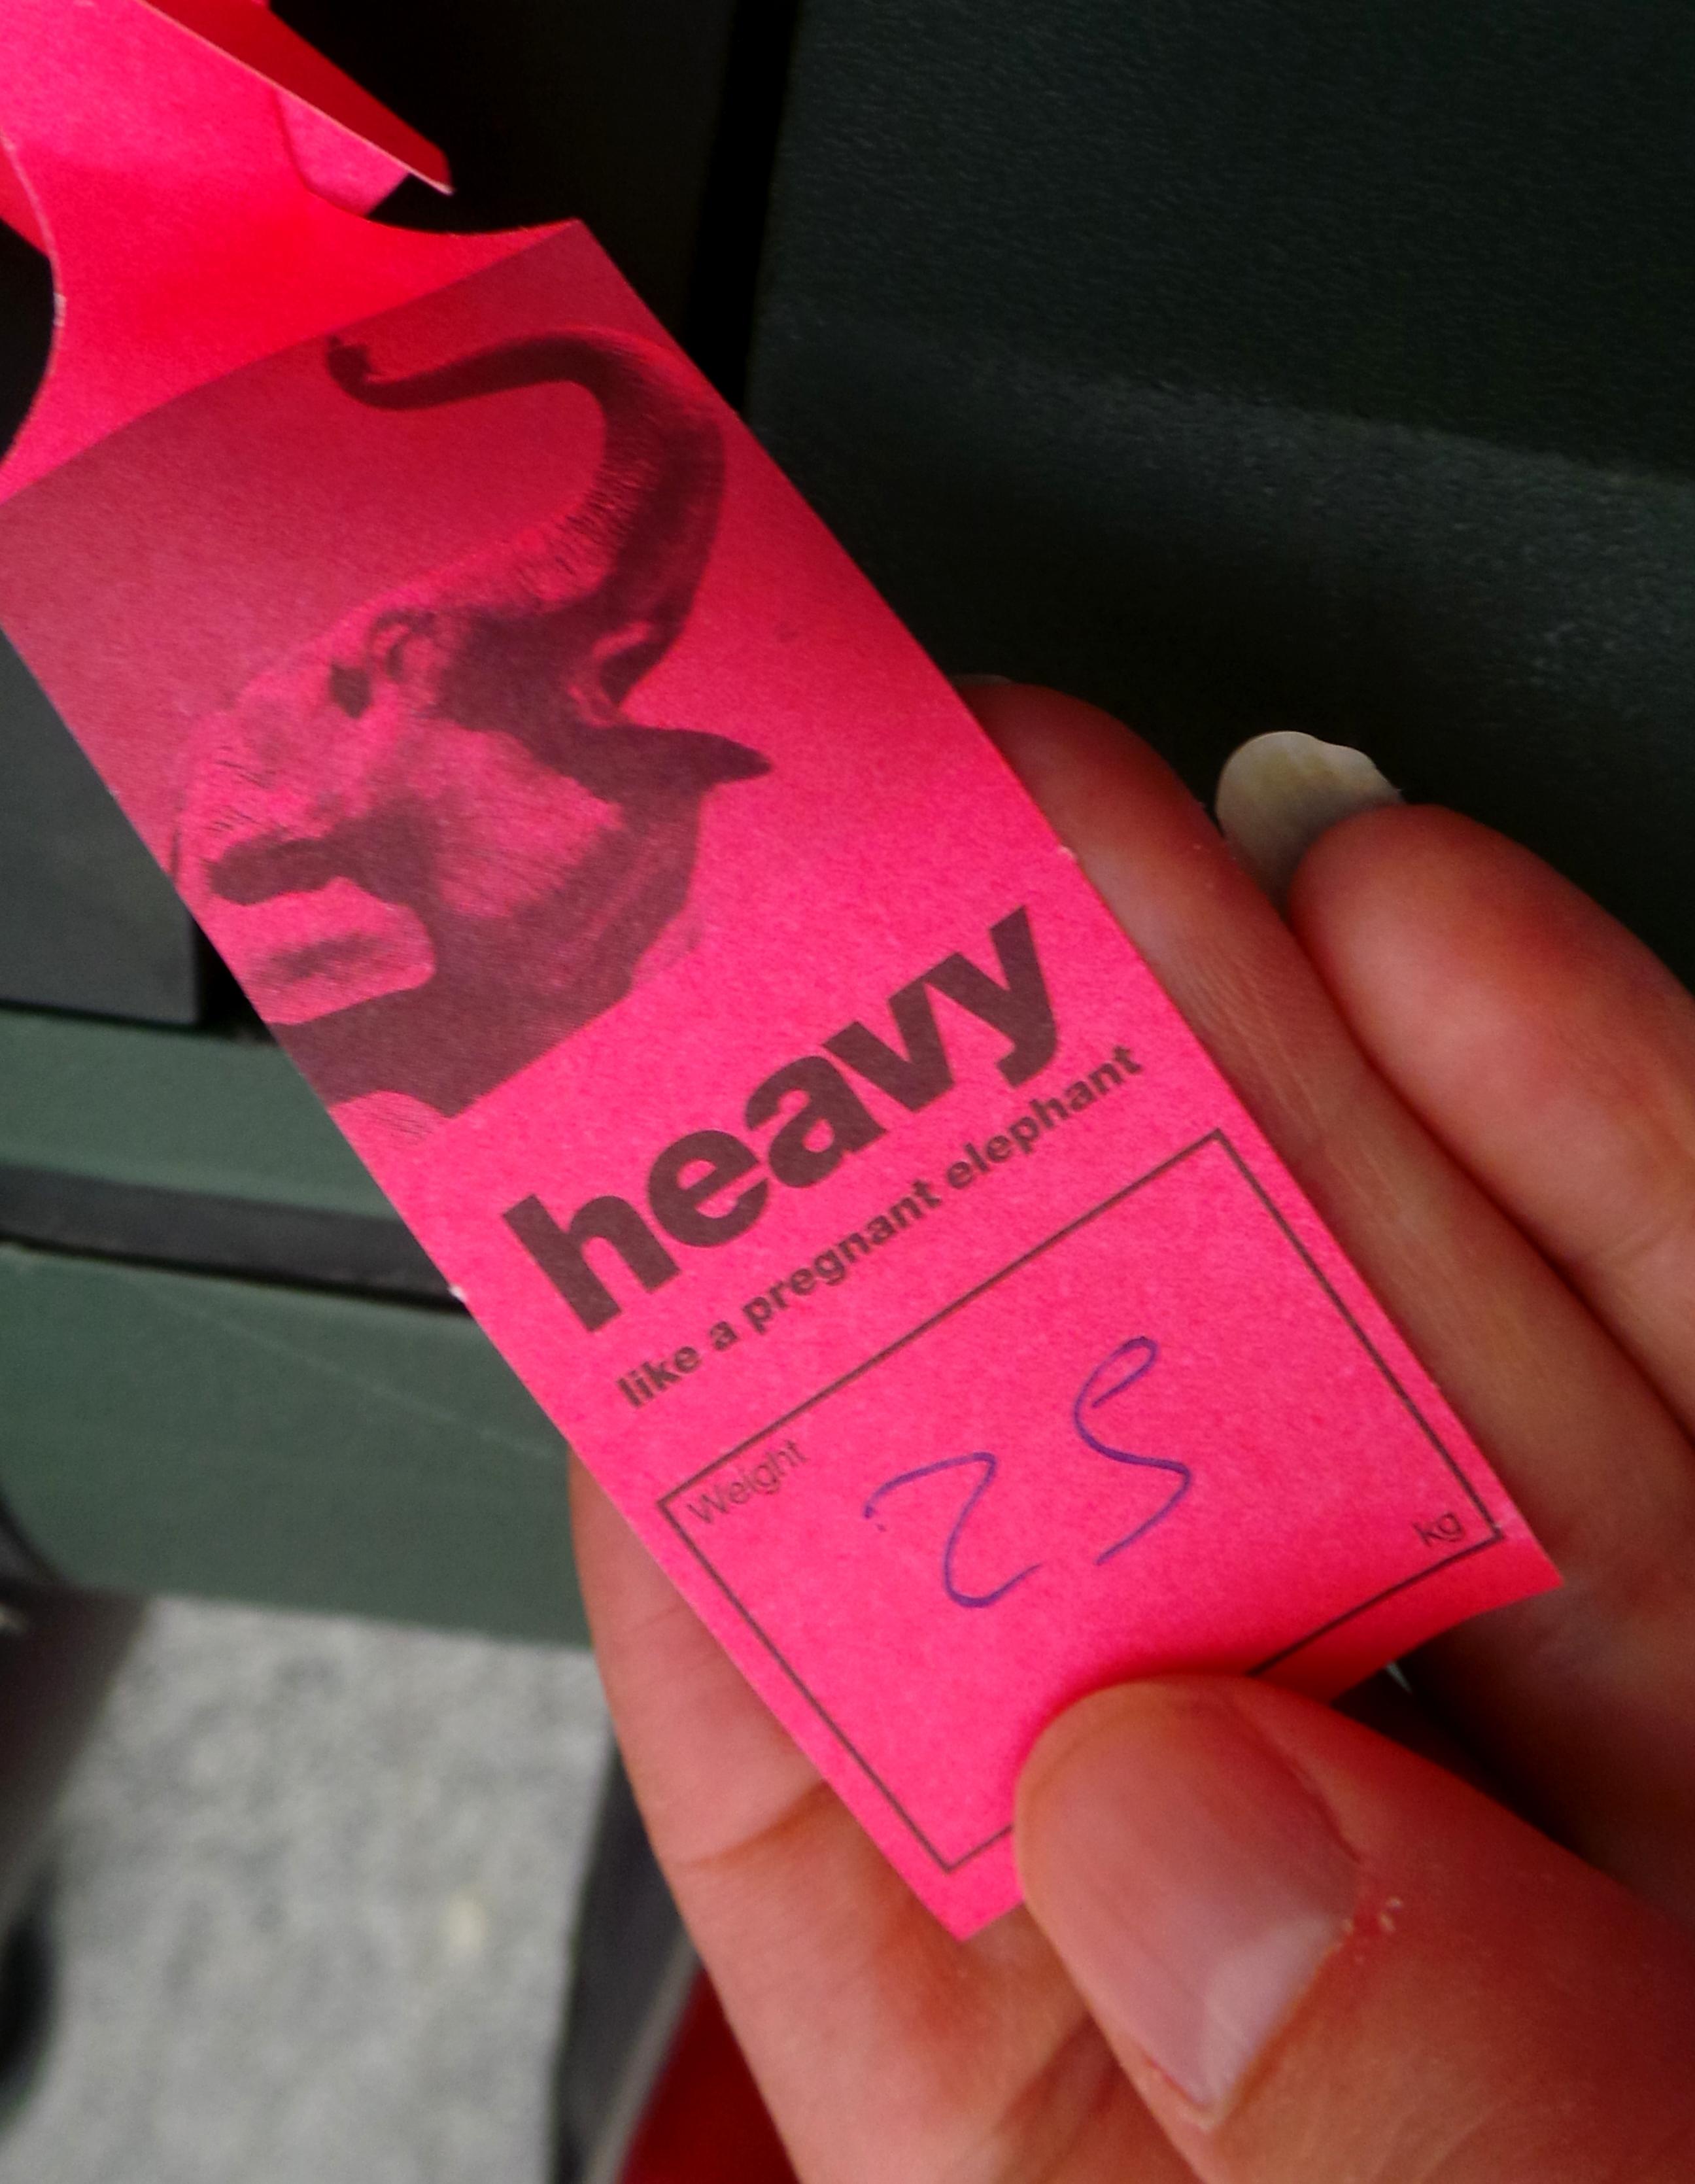 heavy
like a pregnant elephant
Weight
25
kg